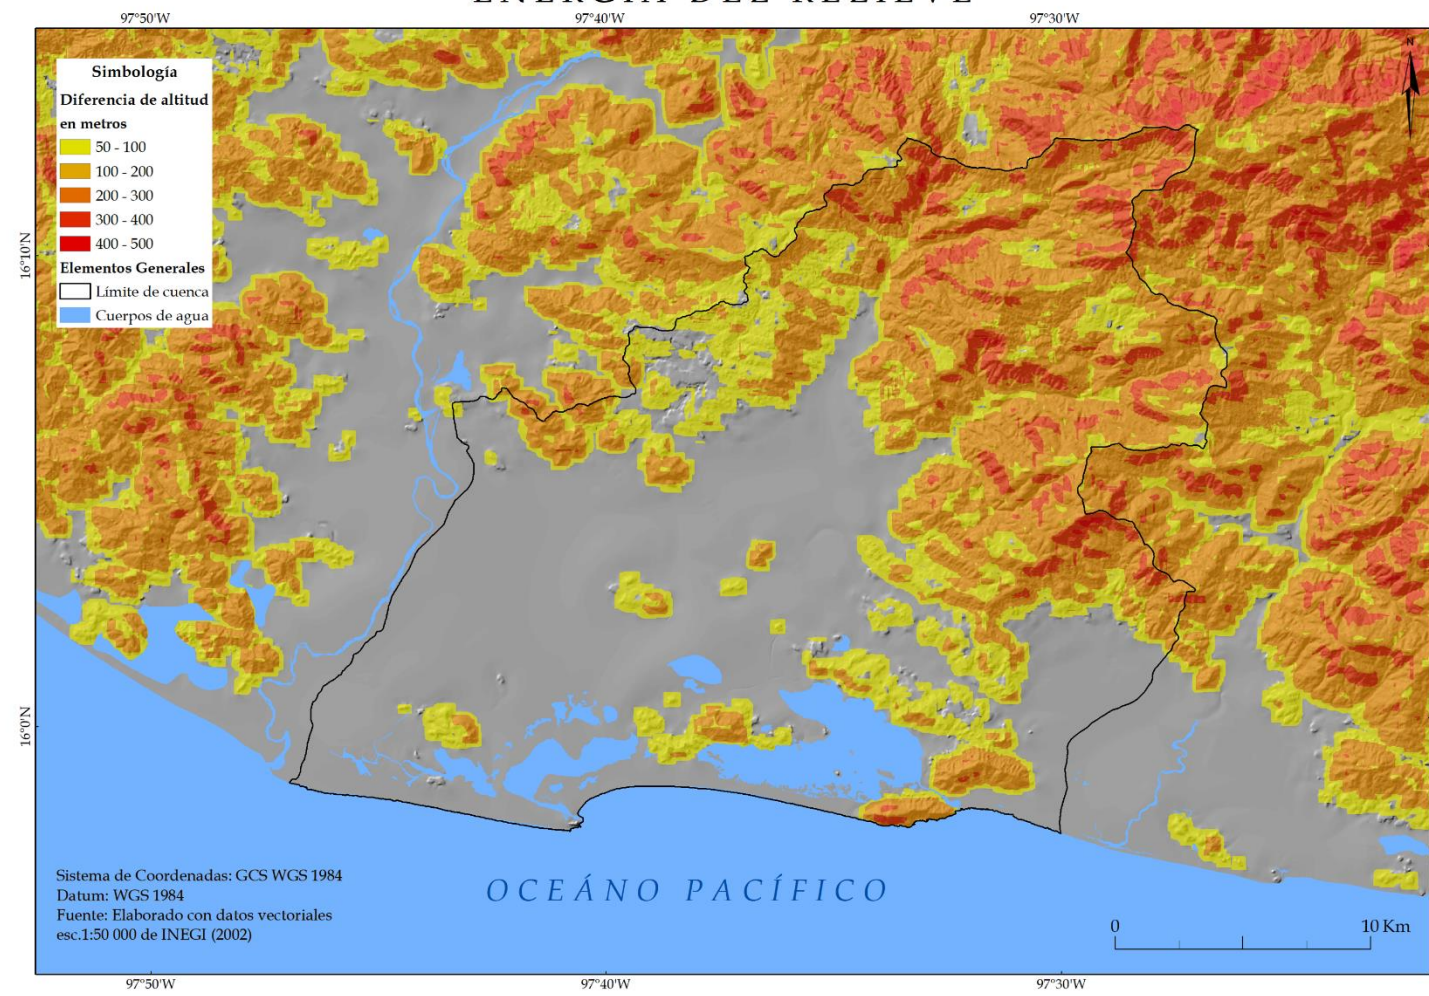 ENERGÍA DEL RELIEVE
97°50'W 97°40'W 97°30'W
N
Simbología
Diferencia de altitud
en metros
50 - 100
100 - 200
200 - 300
300 - 400
400 - 500
Elementos Generales
Límite de cuenca
Cuerpos de agua
16°10'N
16°0'N
Sistema de Coordenadas: GCS WGS 1984
Datum: WGS 1984
Fuente: Elaborado con datos vectoriales
esc.1:50 000 de INEGI (2002)
OCEÁNO PACÍFICO
0 10 Km
97°50'W 97°40'W 97°30'W